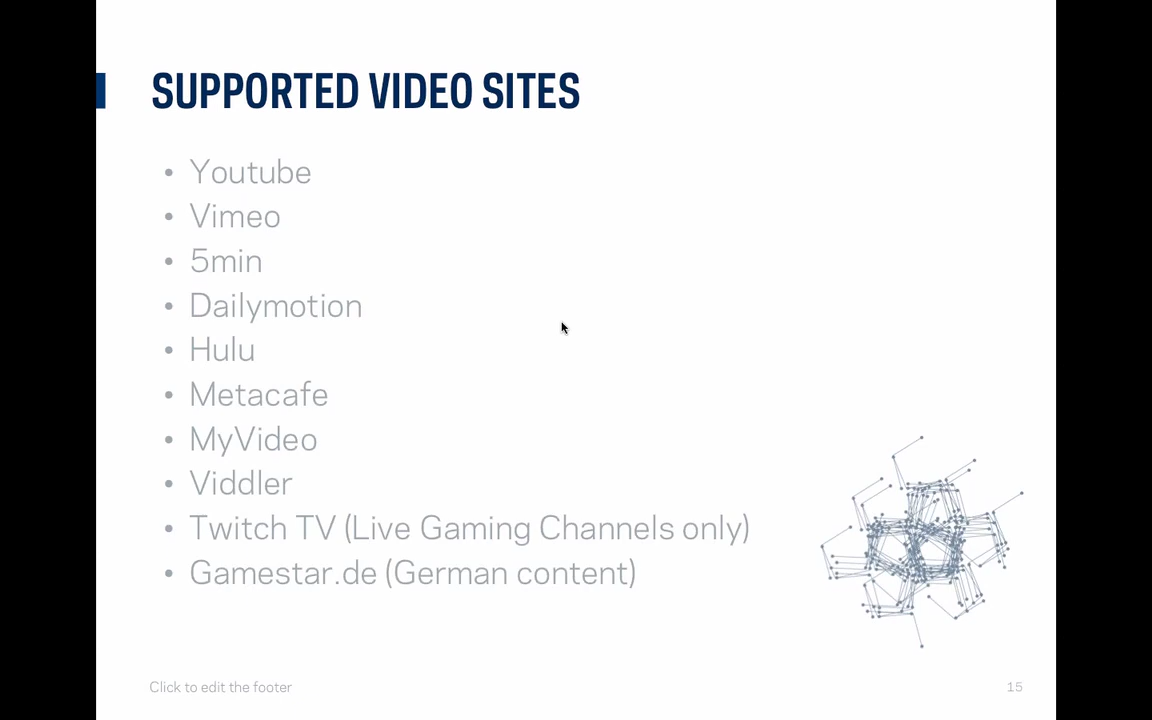 SUPPORTED VIDEO SITES
• Youtube
• Vimeo
• 5min
• Dailymotion
• Hulu
• Metacafe
• MyVideo
• Viddler
• Twitch TV (Live Gaming Channels only)
• Gamestar.de (German content)
Click to edit the footer
15